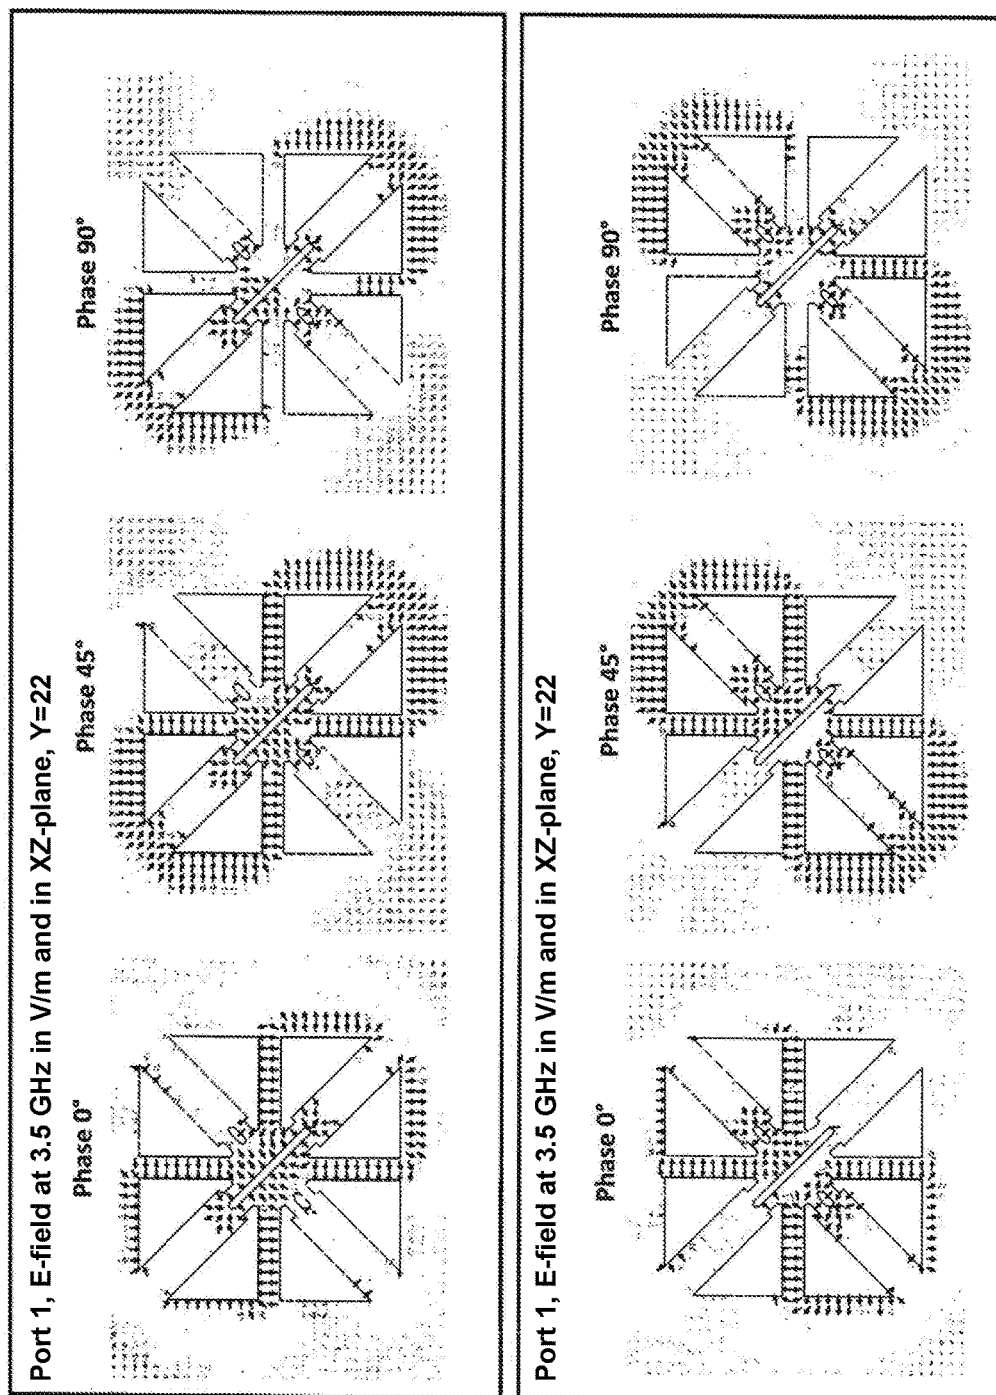 Port 1, E-field at 3.5 GHz in V/m and in XZ-plane, Y=22
Phase 0°
Phase 45°
Phase 90°
Port 1, E-field at 3.5 GHz in V/m and in XZ-plane, Y=22
Phase 0°
Phase 45°
Phase 90°